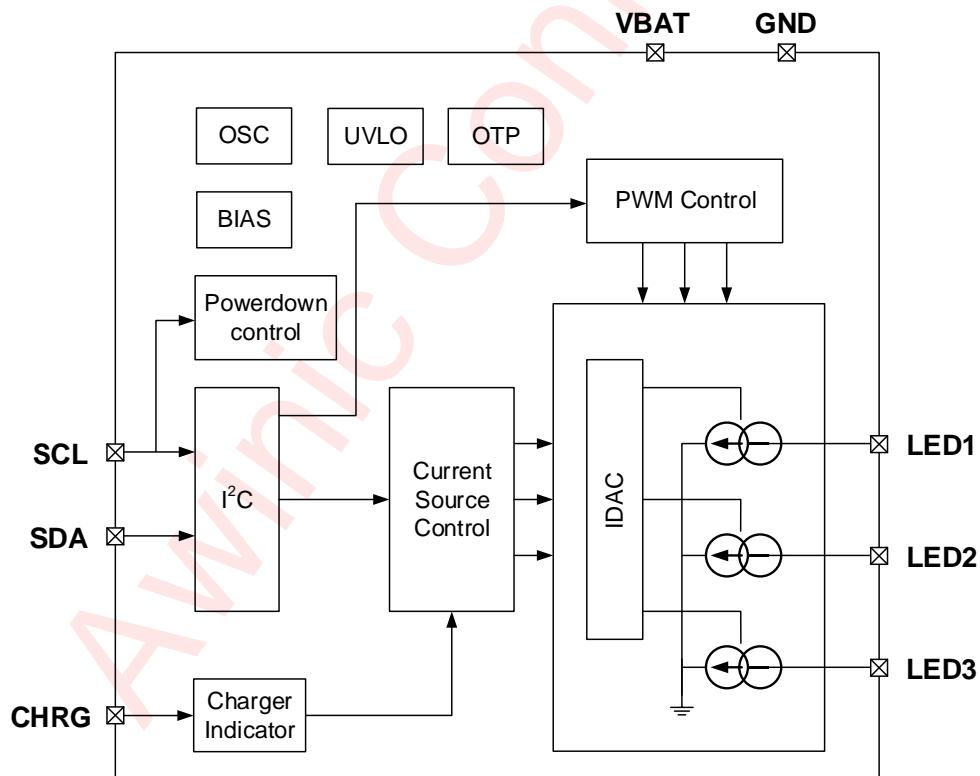 VBAT GND
OSC UVLO OTP
PWM Control
BIAS
Powerdown
control
SCL
SDA
I²C
Current
Source
Control
IDAC
LED1
LED2
LED3
CHRG
Charger
Indicator
Awinic Con